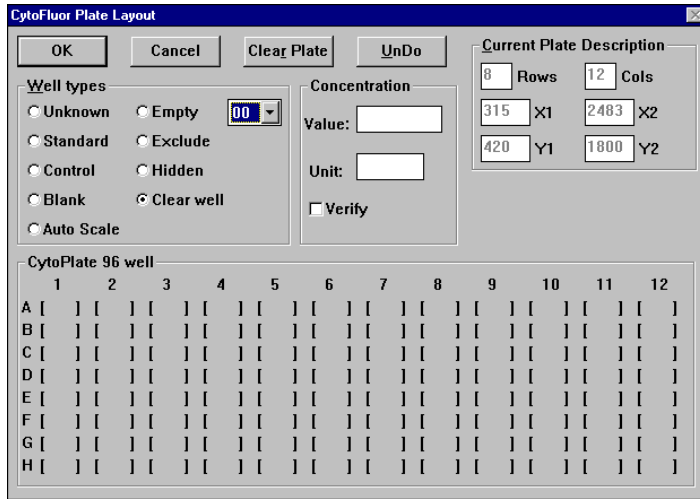 CytoFluor Plate Layout
OK Cancel Clear Plate UnDo
Current Plate Description
8 Rows 12 Cols
315 X1 2483 X2
420 Y1 1800 Y2
Well types
Unknown Empty 00
Standard Exclude
Control Hidden
Blank Clear well
Auto Scale
Concentration
Value:
Unit:
Verify
CytoPlate 96 well
1 2 3 4 5 6 7 8 9 10 11 12
A [ ] [ ] [ ] [ ] [ ] [ ] [ ] [ ] [ ] [ ] [ ] [ ]
B [ ] [ ] [ ] [ ] [ ] [ ] [ ] [ ] [ ] [ ] [ ] [ ]
C [ ] [ ] [ ] [ ] [ ] [ ] [ ] [ ] [ ] [ ] [ ] [ ]
D [ ] [ ] [ ] [ ] [ ] [ ] [ ] [ ] [ ] [ ] [ ] [ ]
E [ ] [ ] [ ] [ ] [ ] [ ] [ ] [ ] [ ] [ ] [ ] [ ]
F [ ] [ ] [ ] [ ] [ ] [ ] [ ] [ ] [ ] [ ] [ ] [ ]
G [ ] [ ] [ ] [ ] [ ] [ ] [ ] [ ] [ ] [ ] [ ] [ ]
H [ ] [ ] [ ] [ ] [ ] [ ] [ ] [ ] [ ] [ ] [ ] [ ]